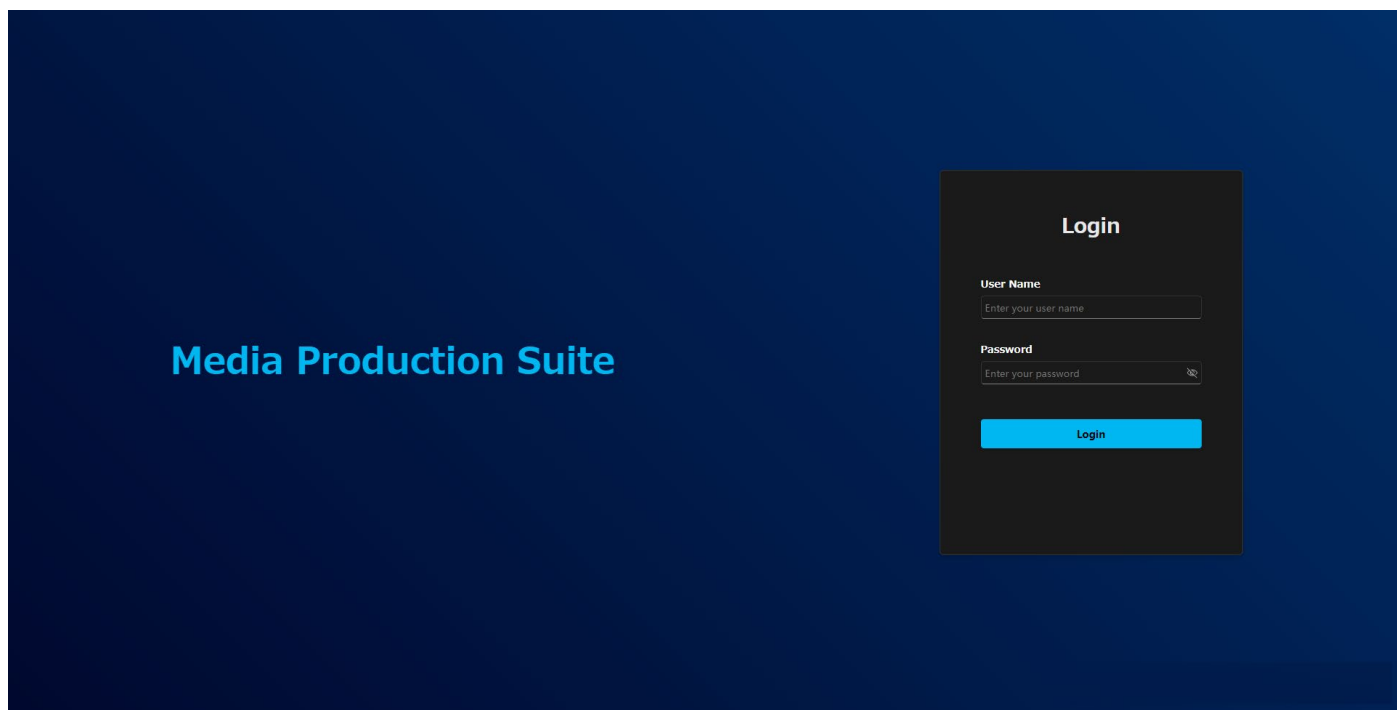 Media Production Suite
Login
User Name
Enter your user name
Password
Enter your password
Login